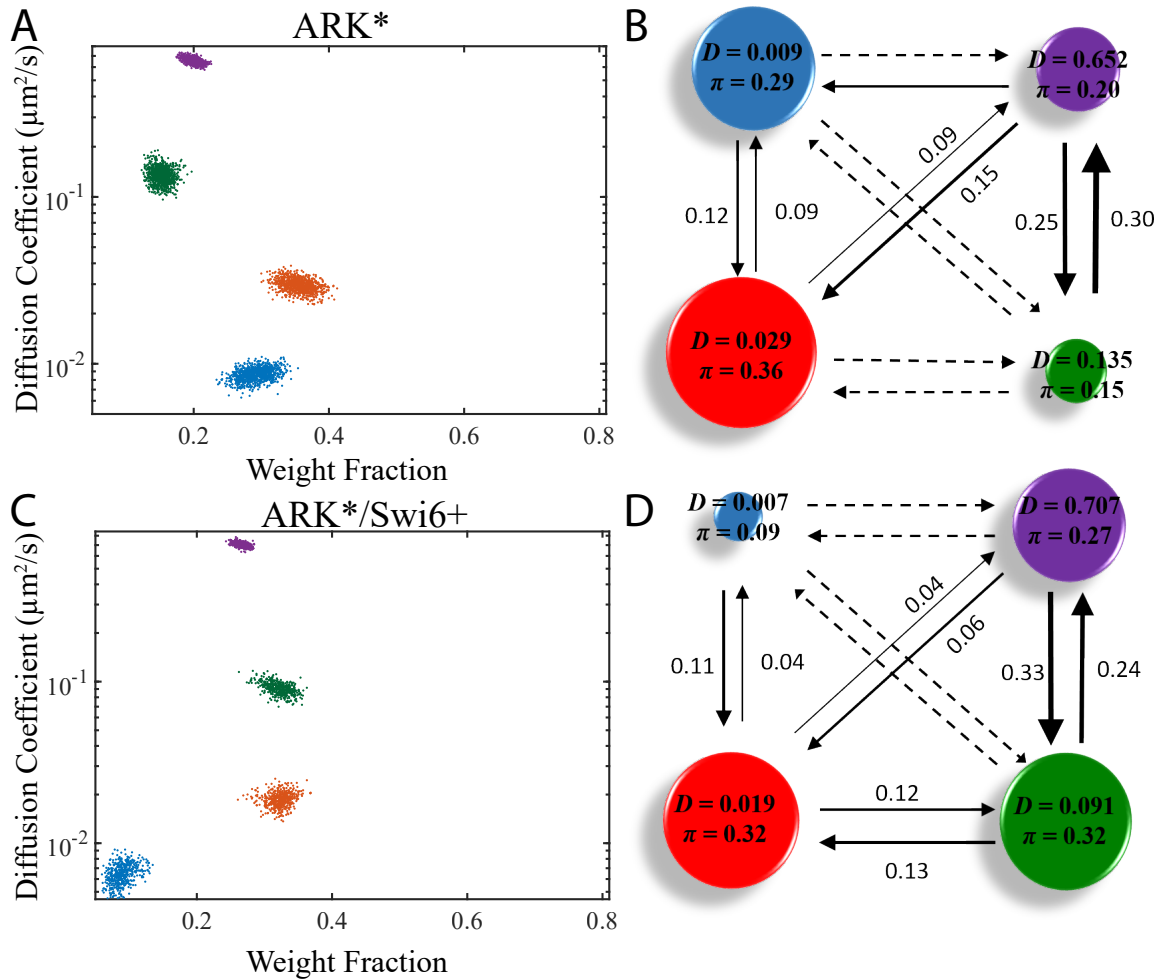 A
ARK*
Diffusion Coefficient (μm²/s)
10⁻¹
10⁻²
0.2
0.4
0.6
0.8
Weight Fraction
B
D = 0.009
π = 0.29
D = 0.652
π = 0.20
0.09
0.15
0.12
0.09
0.25
0.30
D = 0.029
π = 0.36
D = 0.135
π = 0.15
C
ARK*/Swi6+
Diffusion Coefficient (μm²/s)
10⁻¹
10⁻²
0.2
0.4
0.6
0.8
Weight Fraction
D
D = 0.007
π = 0.09
D = 0.707
π = 0.27
0.04
0.06
0.11
0.04
0.33
0.24
D = 0.019
π = 0.32
0.12
0.13
D = 0.091
π = 0.32